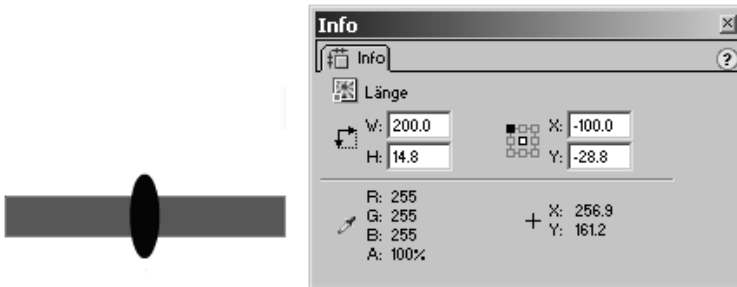 Info
Info
?
Länge
W: 200.0
X: -100.0
H: 14.8
Y: -28.8
R: 255
G: 255
B: 255
A: 100%
X: 256.9
Y: 161.2